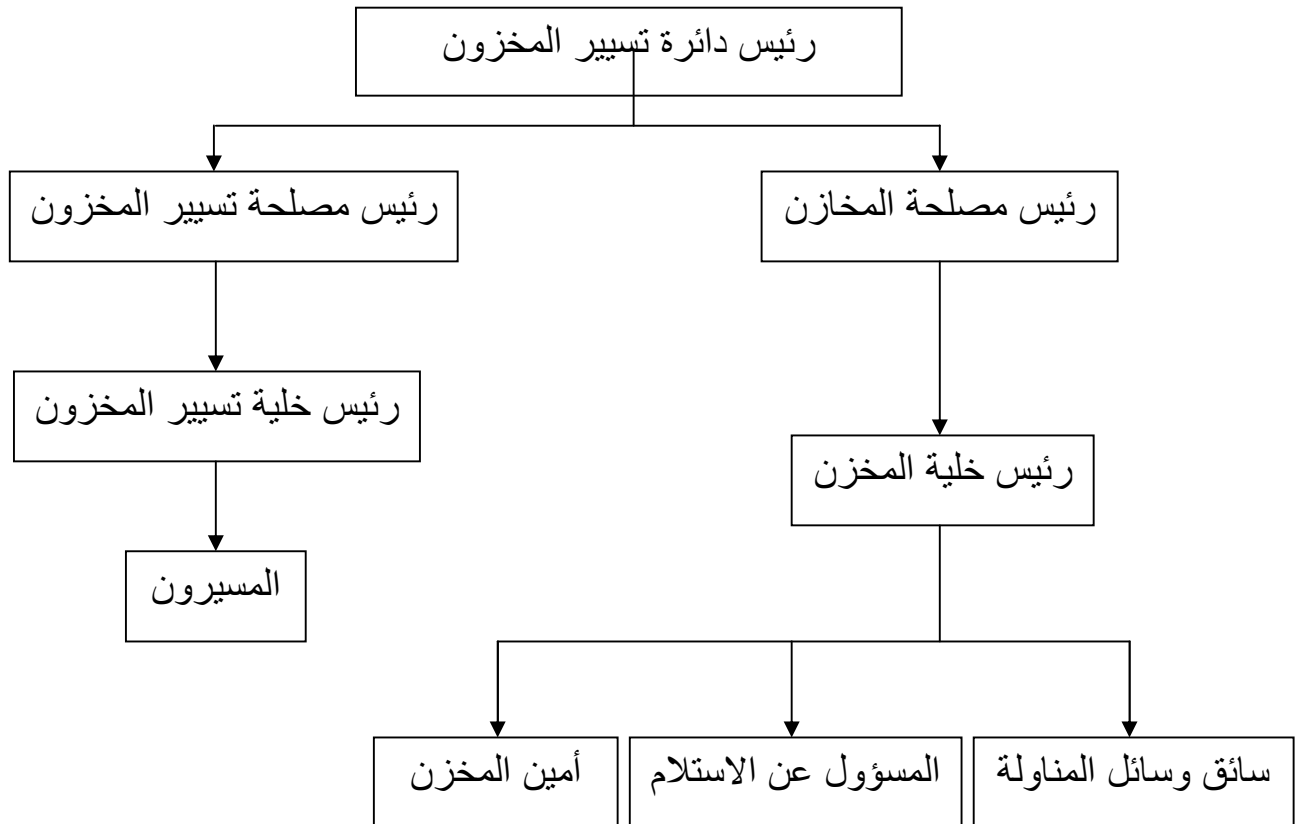 رئيس دائرة تسيير المخزون
رئيس مصلحة المخازن
رئيس مصلحة تسيير المخزون
رئيس خلية تسيير المخزون
رئيس خلية المخزن
المسيرون
سائق وسائل المناولة
المسؤول عن الاستلام
أمين المخزن